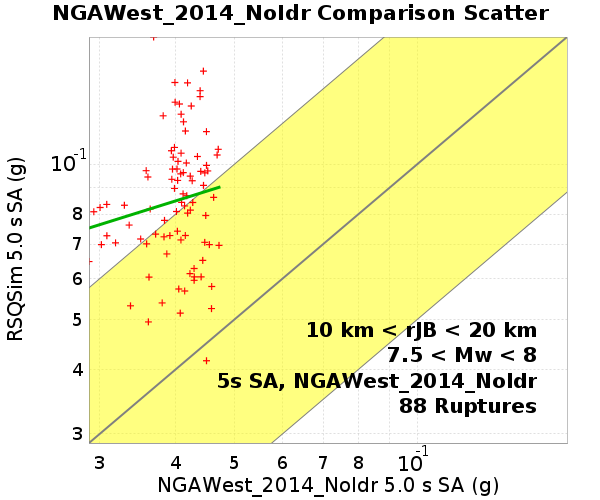 NGAWest_2014_NoIdr Comparison Scatter
RSQSim 5.0 s SA (g)
10⁻¹
8
7
6
5
4
3
10 km < rJB < 20 km
7.5 < Mw < 8
5s SA, NGAWest_2014_NoIdr
88 Ruptures
3 4 5 6 7 8 10⁻¹
NGAWest_2014_NoIdr 5.0 s SA (g)